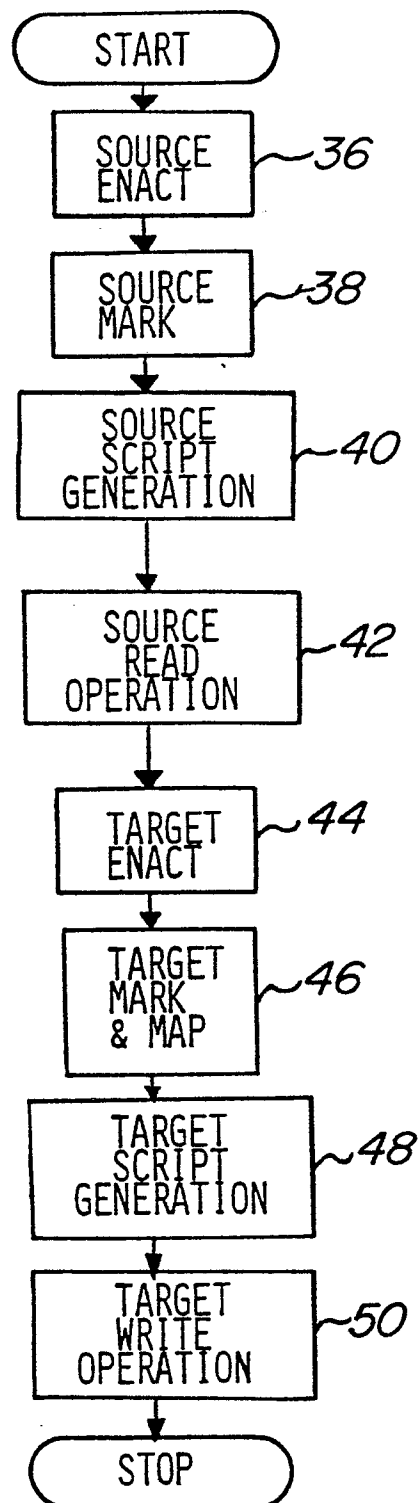 START
SOURCE
ENACT
36
SOURCE
MARK
38
SOURCE
SCRIPT
GENERATION
40
SOURCE
READ
OPERATION
42
TARGET
ENACT
44
TARGET
MARK
& MAP
46
TARGET
SCRIPT
GENERATION
48
TARGET
WRITE
OPERATION
50
STOP